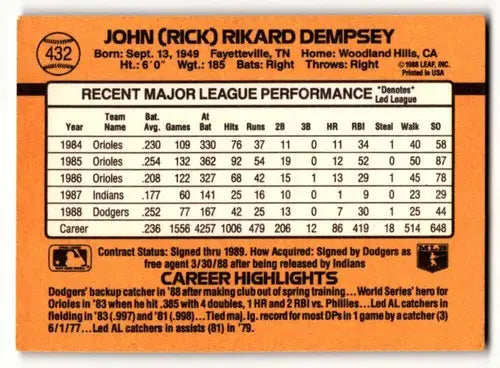 432
JOHN (RICK) RIKARD DEMPSEY
Born: Sept. 13, 1949 Fayetteville, TN Home: Woodland Hills, CA
Ht.: 6'0" Wgt.: 185 Bats: Right Throws: Right
©1988 LEAF, INC.
Printed in USA
RECENT MAJOR LEAGUE PERFORMANCE *Denotes*
Led League
Year Team Name Bat. Avg. Games At Bat Hits Runs 2B 3B HR RBI Steal Walk SO
1984 Orioles .230 109 330 76 37 11 0 11 34 1 40 58
1985 Orioles .254 132 362 92 54 19 0 12 52 0 50 87
1986 Orioles .208 122 327 68 42 15 1 13 29 1 45 78
1987 Indians .177 60 141 25 16 10 0 1 9 0 23 29
1988 Dodgers .252 77 167 42 25 13 0 7 30 1 25 44
Career .236 1556 4257 1006 479 206 12 86 419 18 514 648
Contract Status: Signed thru 1989. How Acquired: Signed by Dodgers as
free agent 3/30/88 after being released by Indians
MLB
CAREER HIGHLIGHTS
Dodgers' backup catcher in '88 after making club out of spring training...World Series' hero for
Orioles in '83 when he hit .385 with 4 doubles, 1 HR and 2 RBI vs. Phillies...Led AL catchers in
fielding in '83 (.997) and '81 (.998)...Tied maj. lg. record for most DPs in 1 game by a catcher (3)
6/1/77...Led AL catchers in assists (81) in '79.